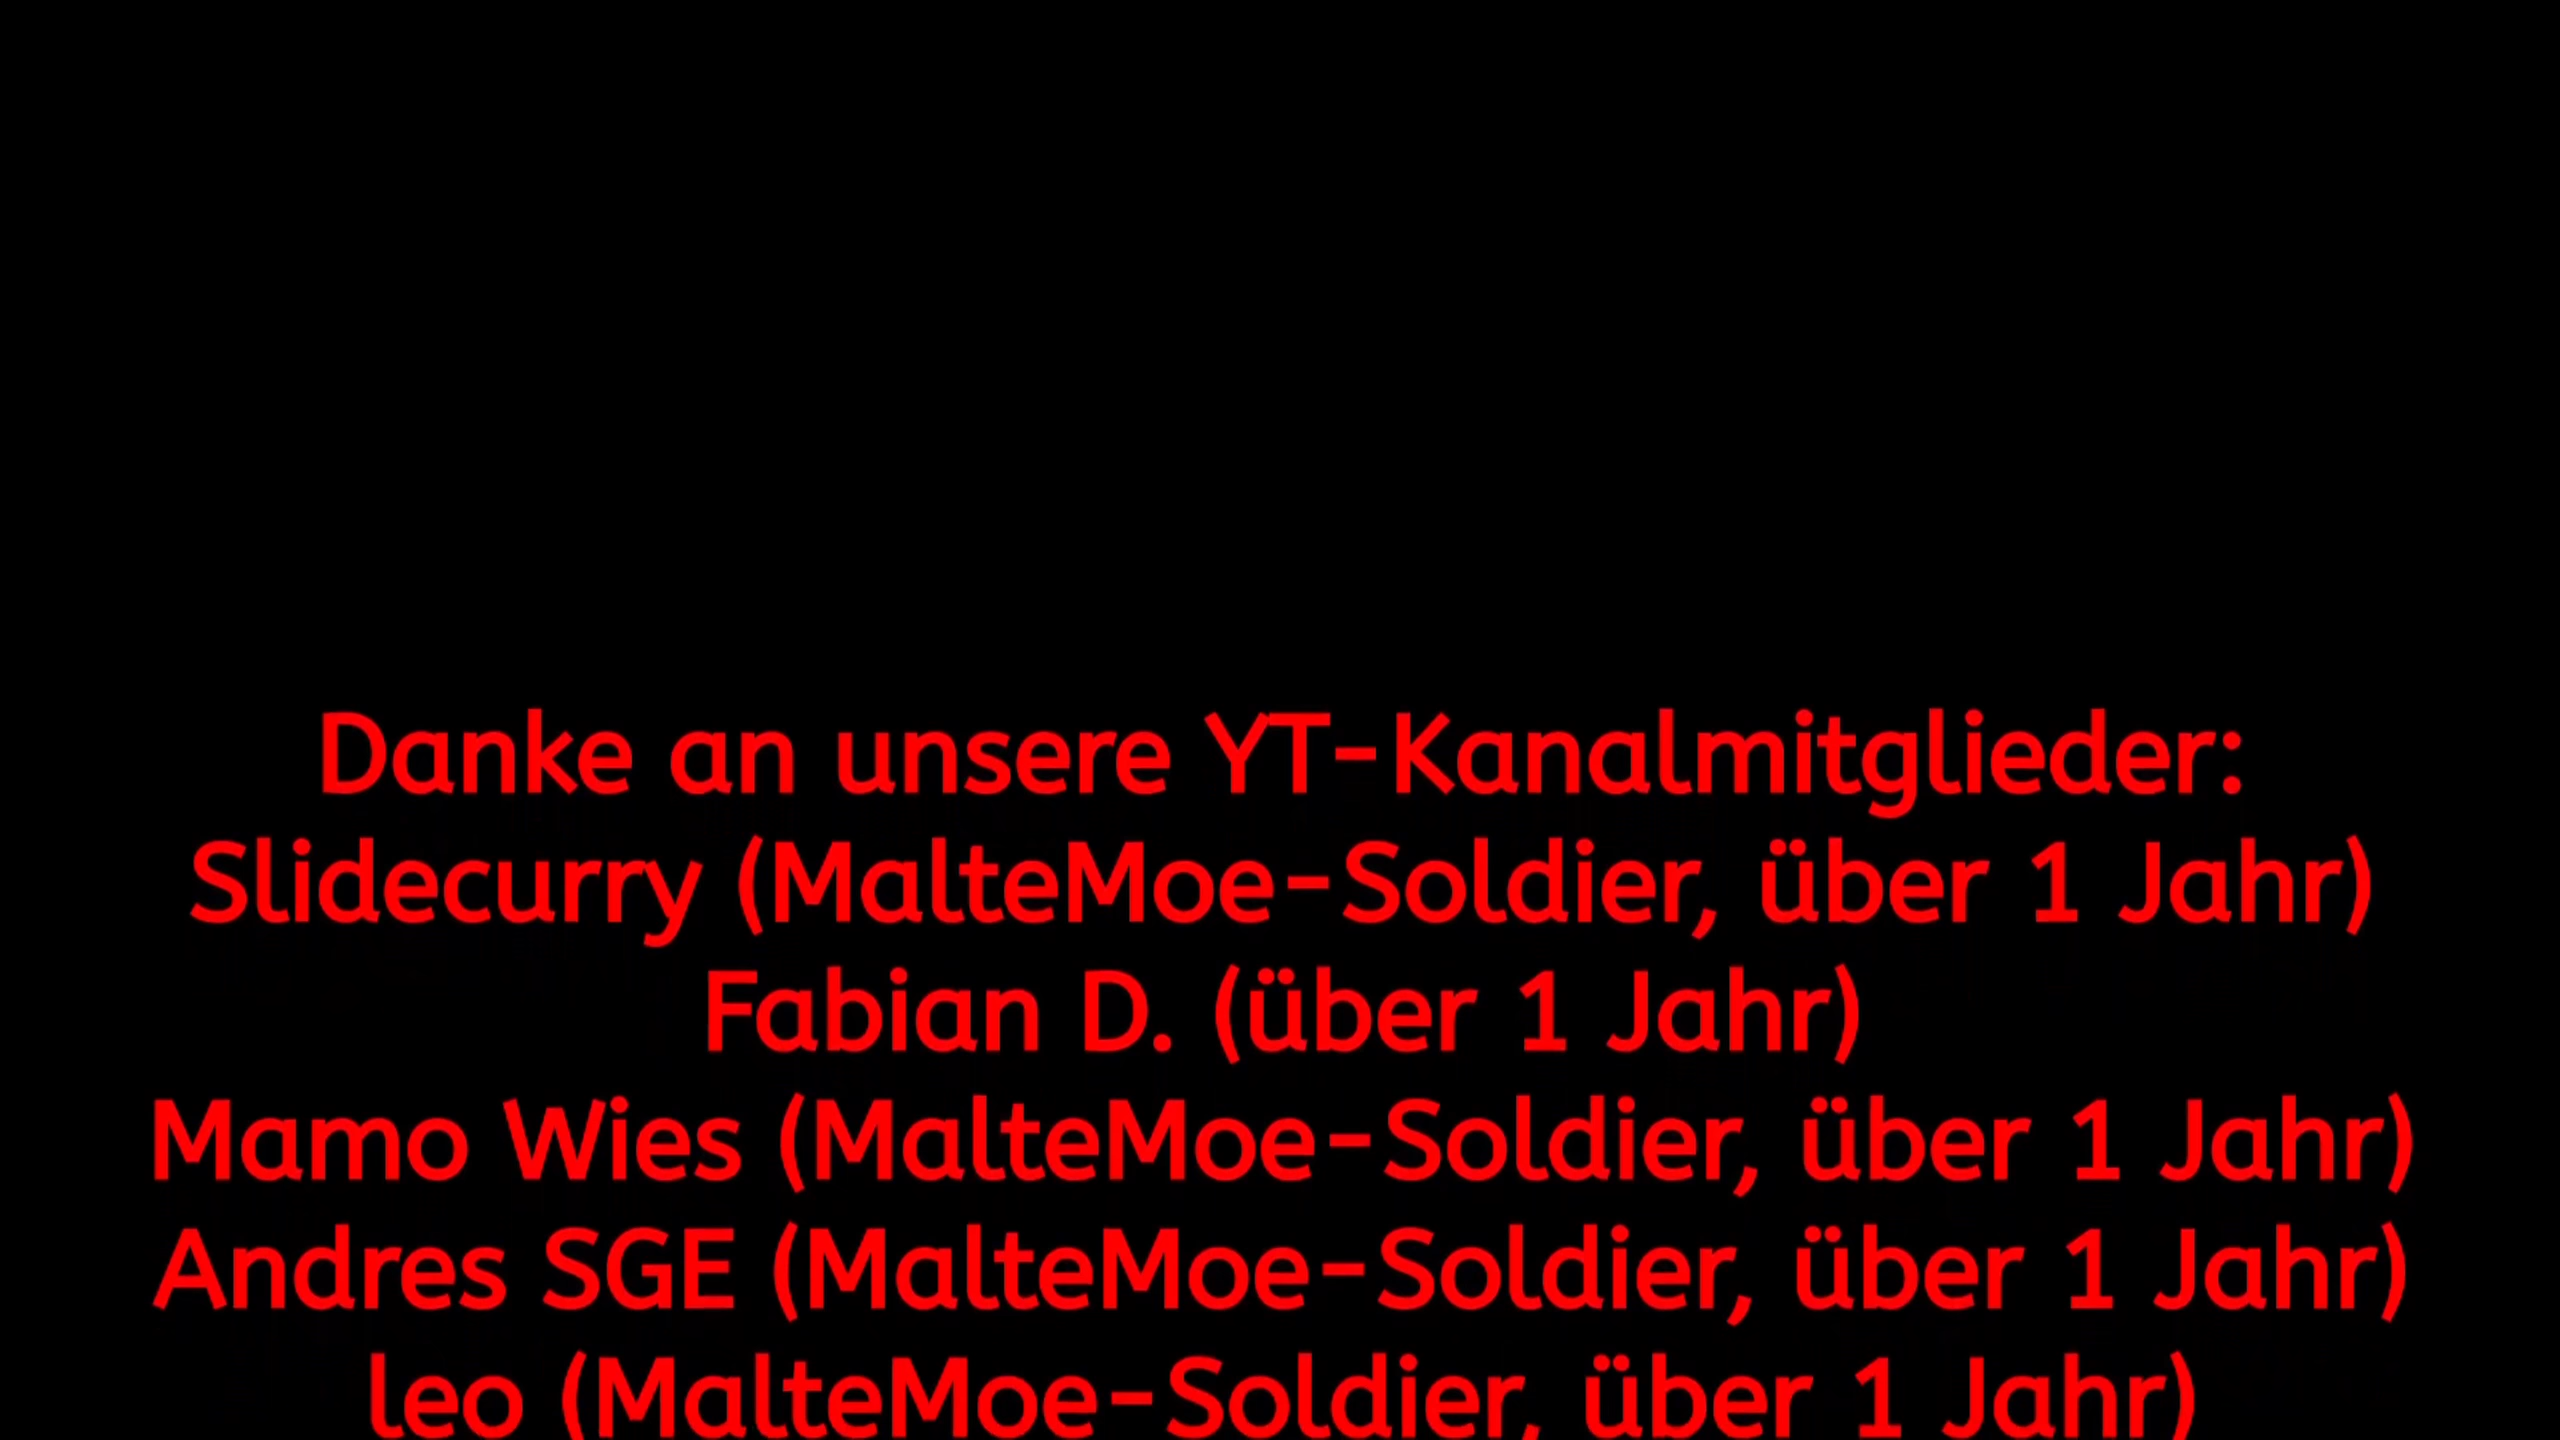 Danke an unsere YT-Kanalmitglieder:
Slidecurry (MalteMoe-Soldier, über 1 Jahr)
Fabian D. (über 1 Jahr)
Mamo Wies (MalteMoe-Soldier, über 1 Jahr)
Andres SGE (MalteMoe-Soldier, über 1 Jahr)
leo (MalteMoe-Soldier, über 1 Jahr)